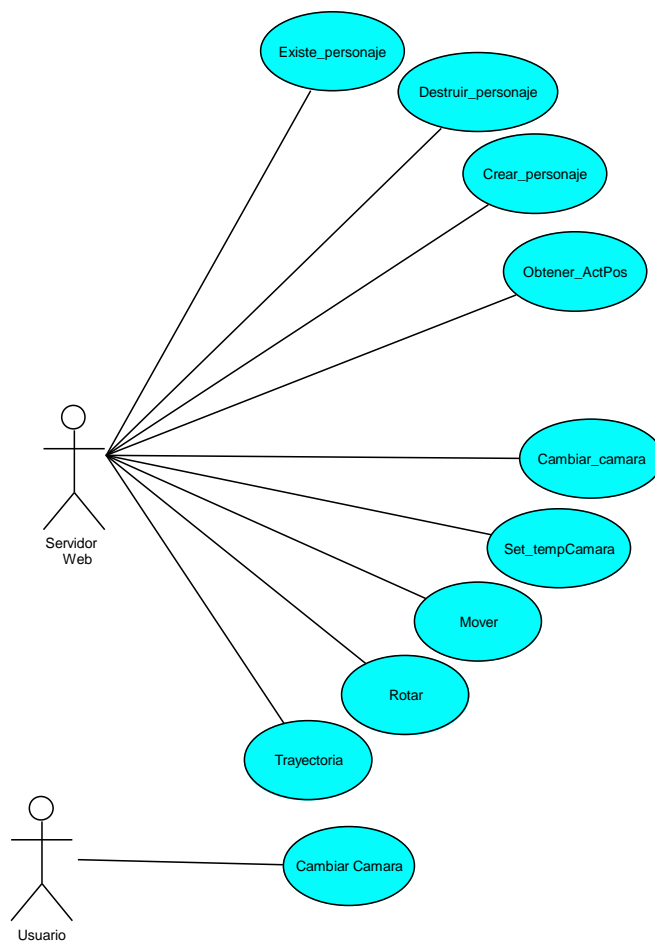 Existe_personaje
Destruir_personaje
Crear_personaje
Obtener_ActPos
Cambiar_camara
Set_tempCamara
Servidor
Web
Mover
Rotar
Trayectoria
Cambiar Camara
Usuario